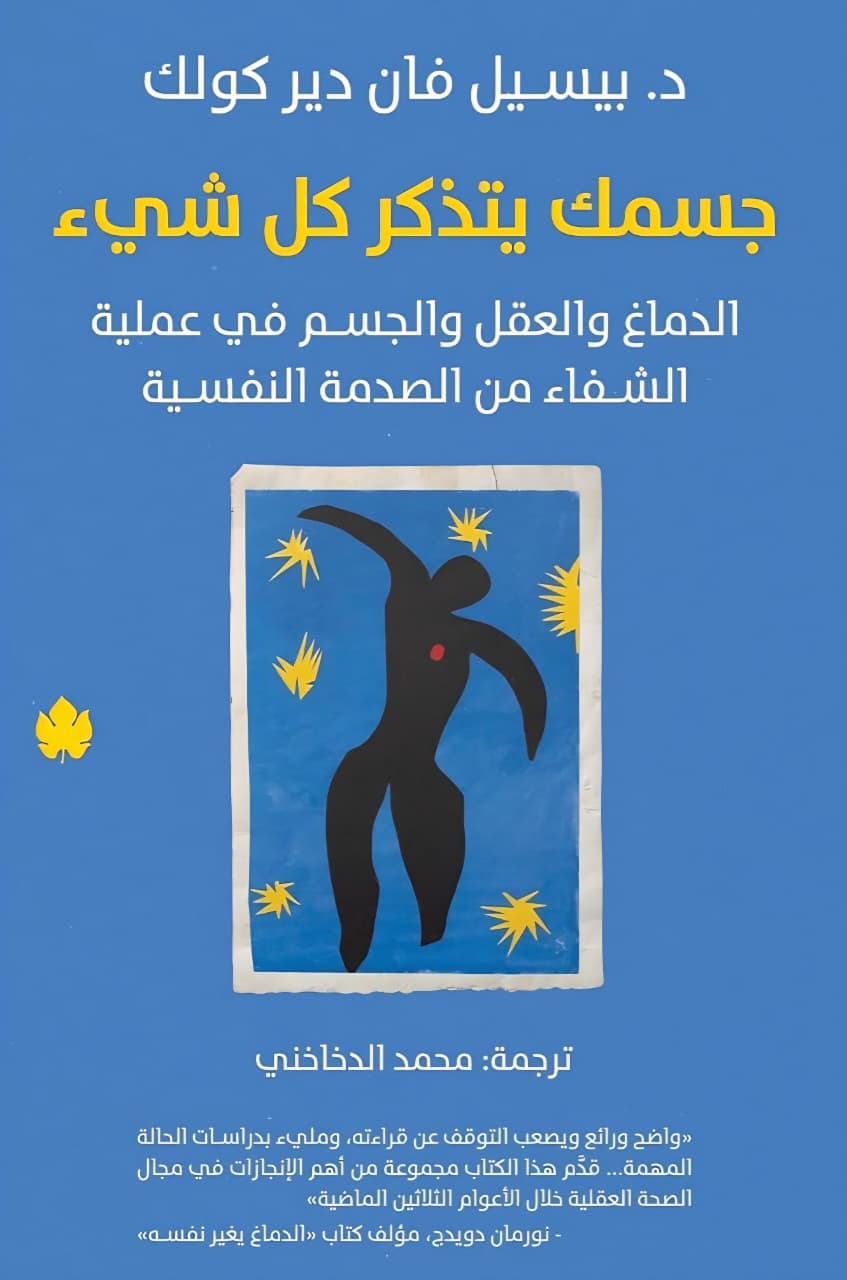 د. بيسيل فان دير كولك
جسمك يتذكر كل شيء
الدماغ والعقل والجسم في عملية
الشفاء من الصدمة النفسية
ترجمة: محمد الدخاخني
«واضح ورائع ويصعب التوقف عن قراءته، ومليء بدراسات الحالة
المهمة... قدَّم هذا الكتاب مجموعة من أهم الإنجازات في مجال
الصحة العقلية خلال الأعوام الثلاثين الماضية»
- نورمان دويدج، مؤلف كتاب «الدماغ يغير نفسه»